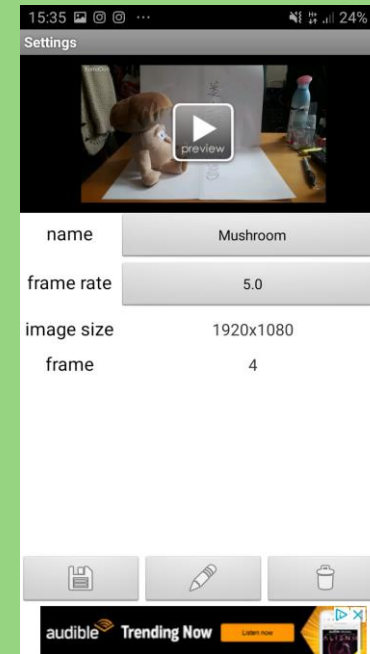 15:35 ... 24%
Settings
preview
name Mushroom
frame rate 5.0
image size 1920x1080
frame 4
audible Trending Now Listen now
ALIEN